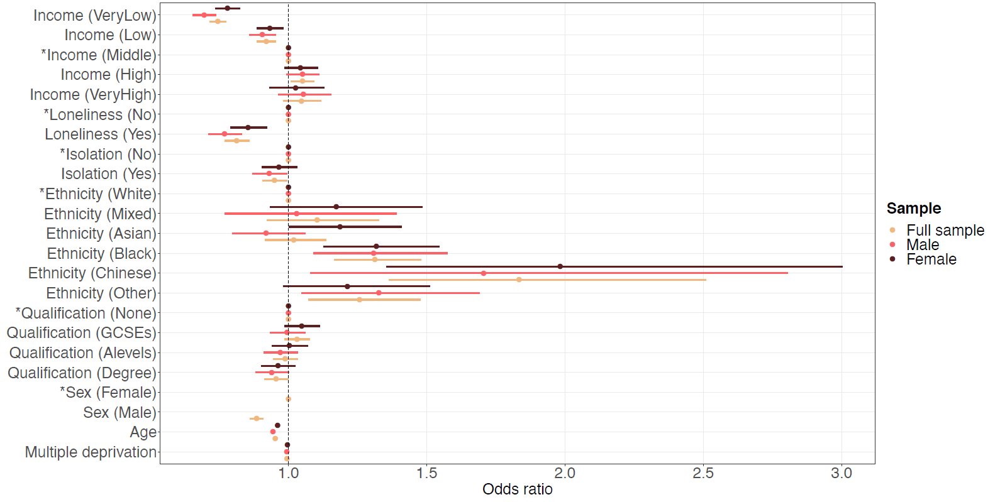 Income (VeryLow)
Income (Low)
*Income (Middle)
Income (High)
Income (VeryHigh)
*Loneliness (No)
Loneliness (Yes)
*Isolation (No)
Isolation (Yes)
*Ethnicity (White)
Ethnicity (Mixed)
Ethnicity (Asian)
Ethnicity (Black)
Ethnicity (Chinese)
Ethnicity (Other)
*Qualification (None)
Qualification (GCSEs)
Qualification (Alevels)
Qualification (Degree)
*Sex (Female)
Sex (Male)
Age
Multiple deprivation
1.0 1.5 2.0 2.5 3.0
Odds ratio
Sample
Full sample
Male
Female